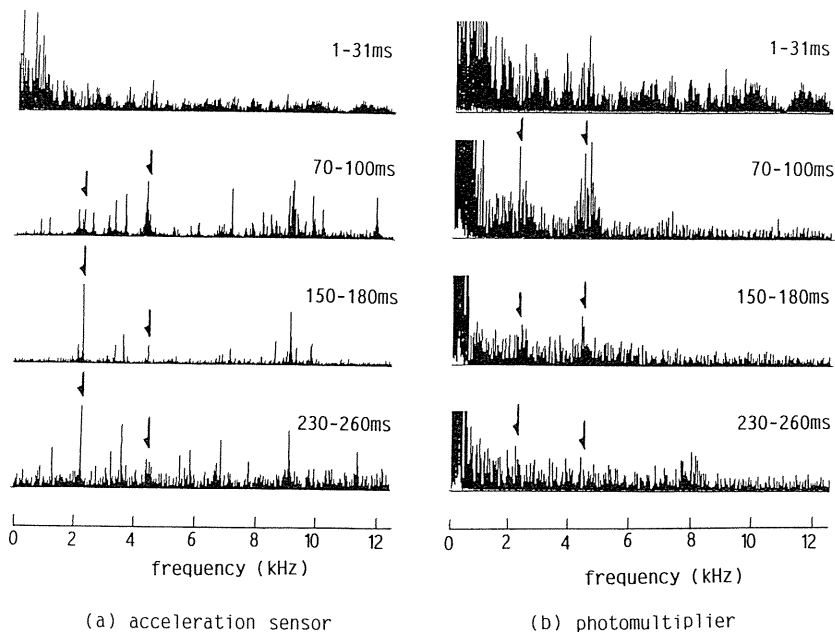 1-31ms
70-100ms
150-180ms
230-260ms
0 2 4 6 8 10 12
frequency (kHz)
(a) acceleration sensor
1-31ms
70-100ms
150-180ms
230-260ms
0 2 4 6 8 10 12
frequency (kHz)
(b) photomultiplier